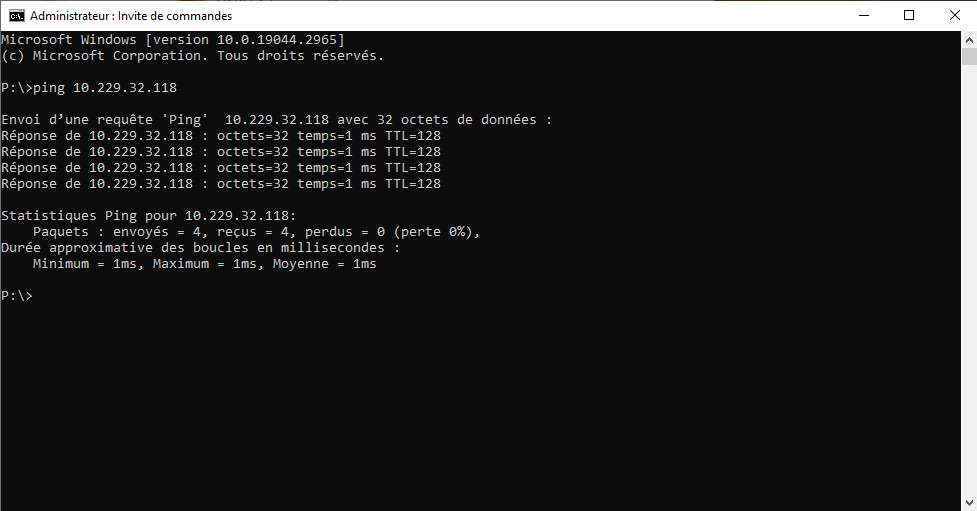 Administrateur : Invite de commandes
Microsoft Windows [version 10.0.19044.2965]
(c) Microsoft Corporation. Tous droits réservés.
P:\>ping 10.229.32.118
Envoi d’une requête 'Ping'  10.229.32.118 avec 32 octets de données :
Réponse de 10.229.32.118 : octets=32 temps=1 ms TTL=128
Réponse de 10.229.32.118 : octets=32 temps=1 ms TTL=128
Réponse de 10.229.32.118 : octets=32 temps=1 ms TTL=128
Réponse de 10.229.32.118 : octets=32 temps=1 ms TTL=128
Statistiques Ping pour 10.229.32.118:
    Paquets : envoyés = 4, reçus = 4, perdus = 0 (perte 0%),
Durée approximative des boucles en millisecondes :
    Minimum = 1ms, Maximum = 1ms, Moyenne = 1ms
P:\>